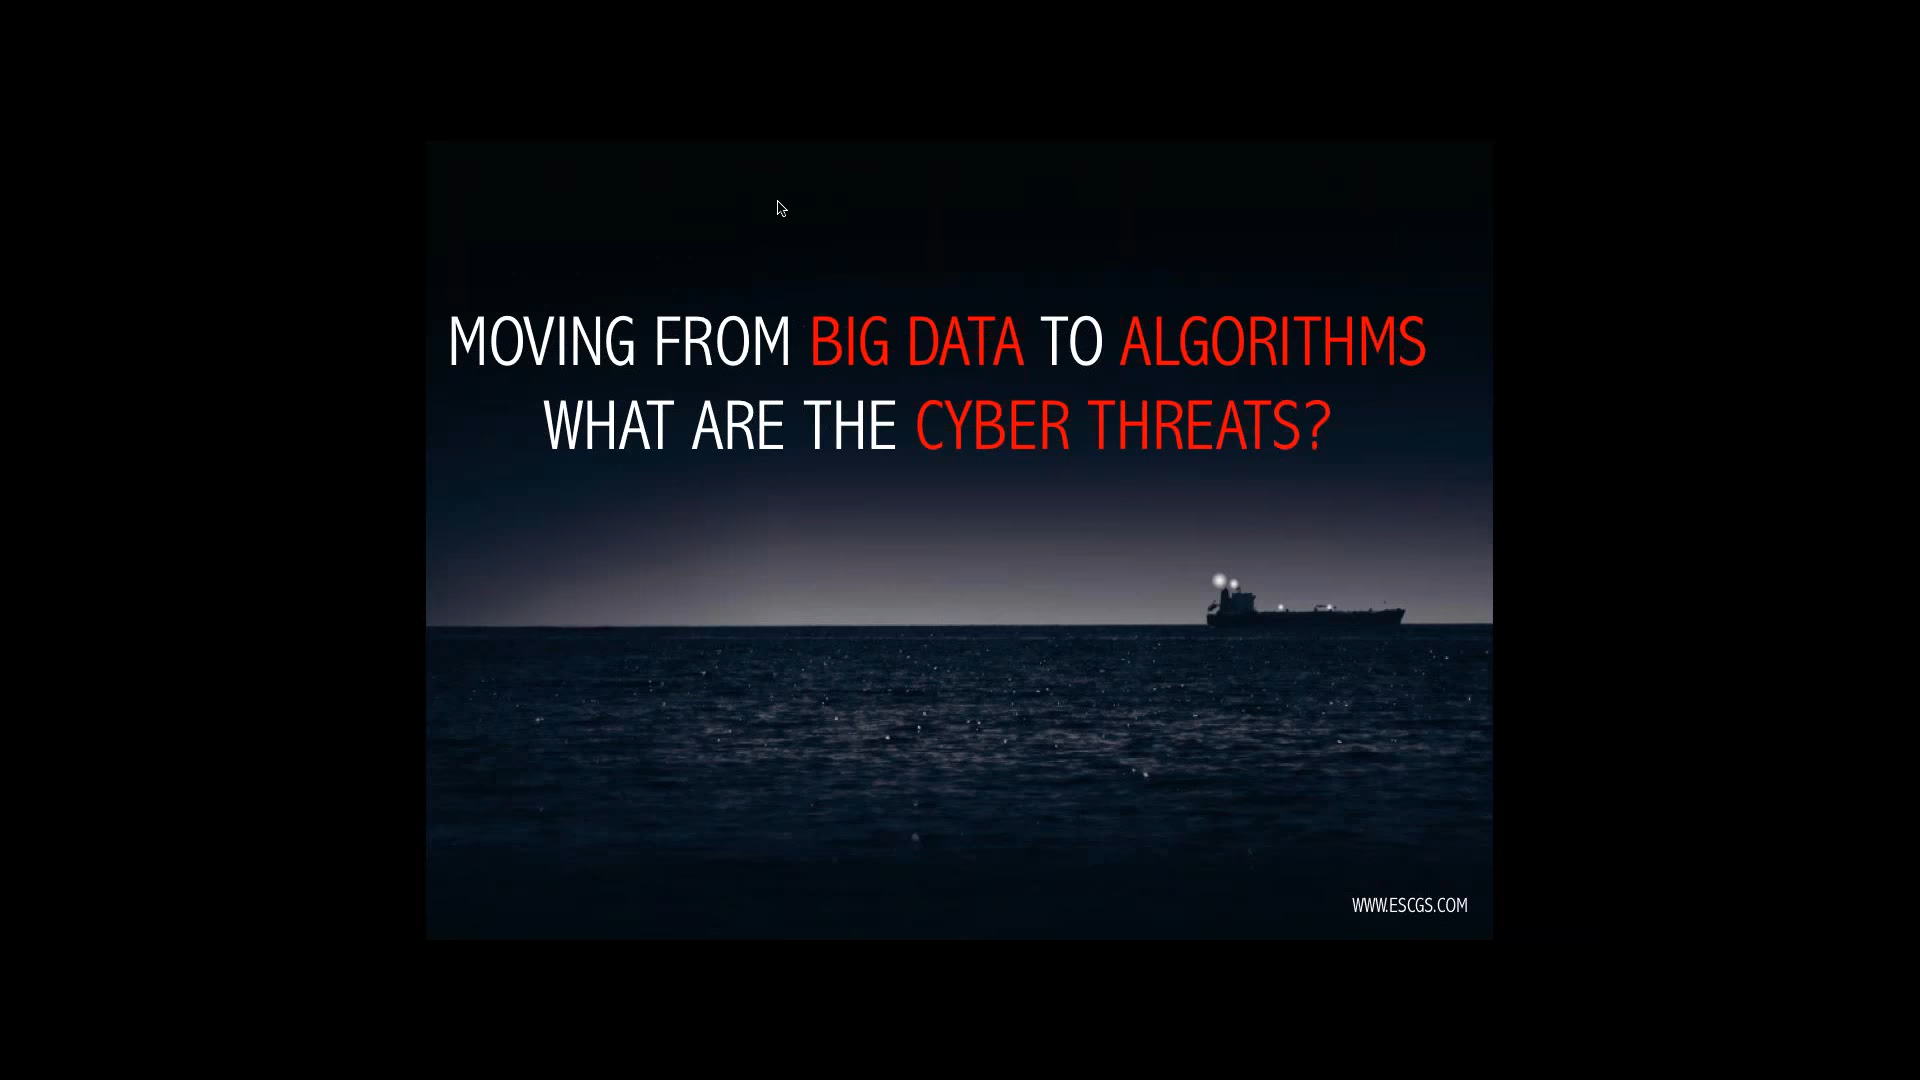 MOVING FROM BIG DATA TO ALGORITHMS
WHAT ARE THE CYBER THREATS?
WWW.ESCGS.COM